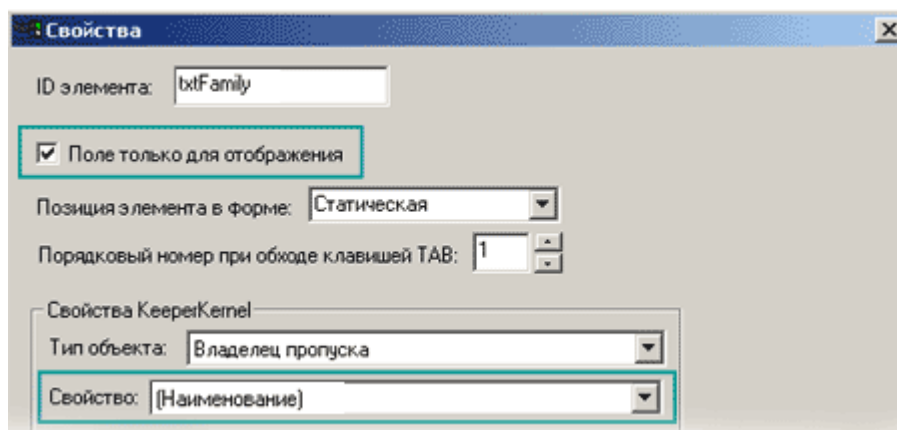 Свойства
ID элемента: txtFamily
Поле только для отображения
Позиция элемента в форме: Статическая
Порядковый номер при обходе клавишей TAB: 1
Свойства KeeperKernel
Тип объекта: Владелец пропуска
Свойство: (Наименование)